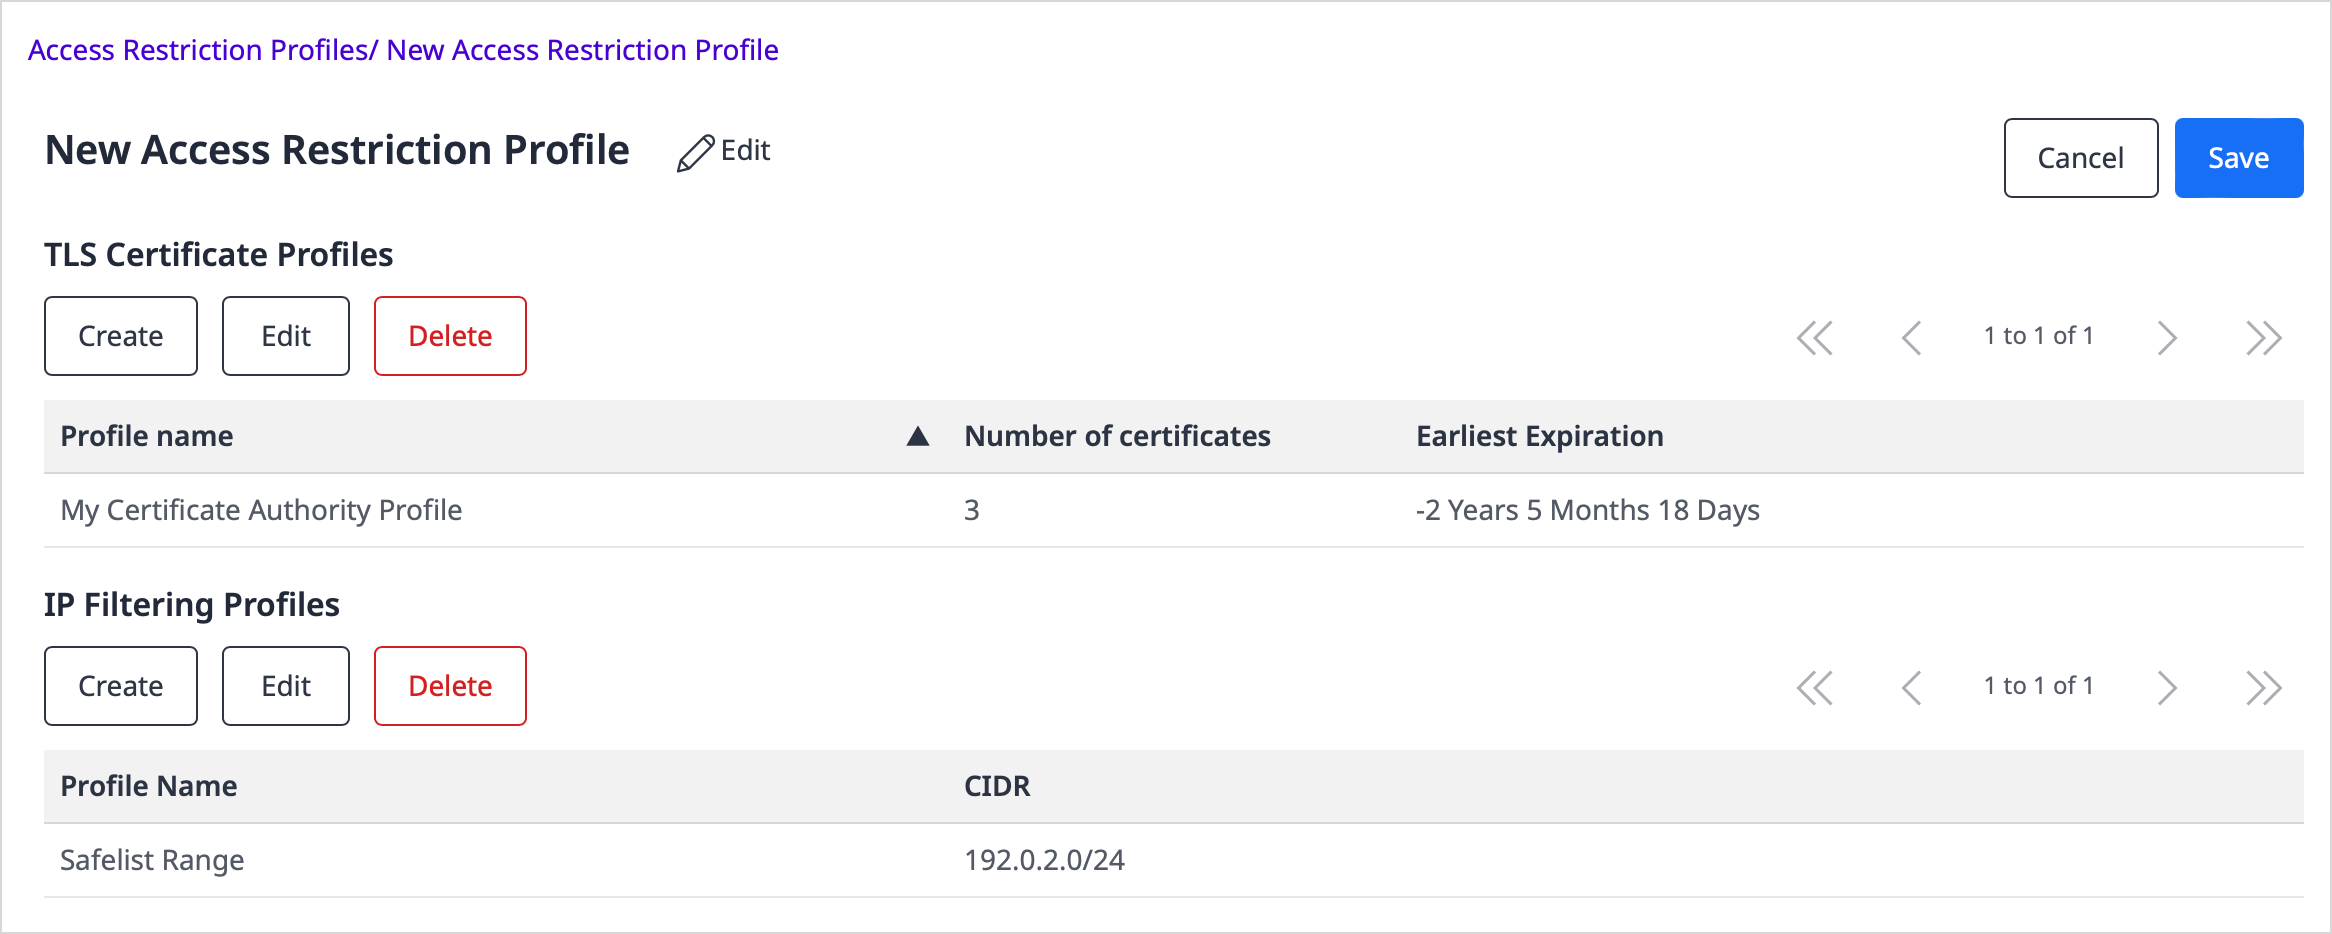 Access Restriction Profiles/ New Access Restriction Profile
New Access Restriction Profile Edit
Cancel Save
TLS Certificate Profiles
Create Edit Delete 1 to 1 of 1
Profile name Number of certificates Earliest Expiration
My Certificate Authority Profile 3 -2 Years 5 Months 18 Days
IP Filtering Profiles
Create Edit Delete 1 to 1 of 1
Profile Name CIDR
Safelist Range 192.0.2.0/24